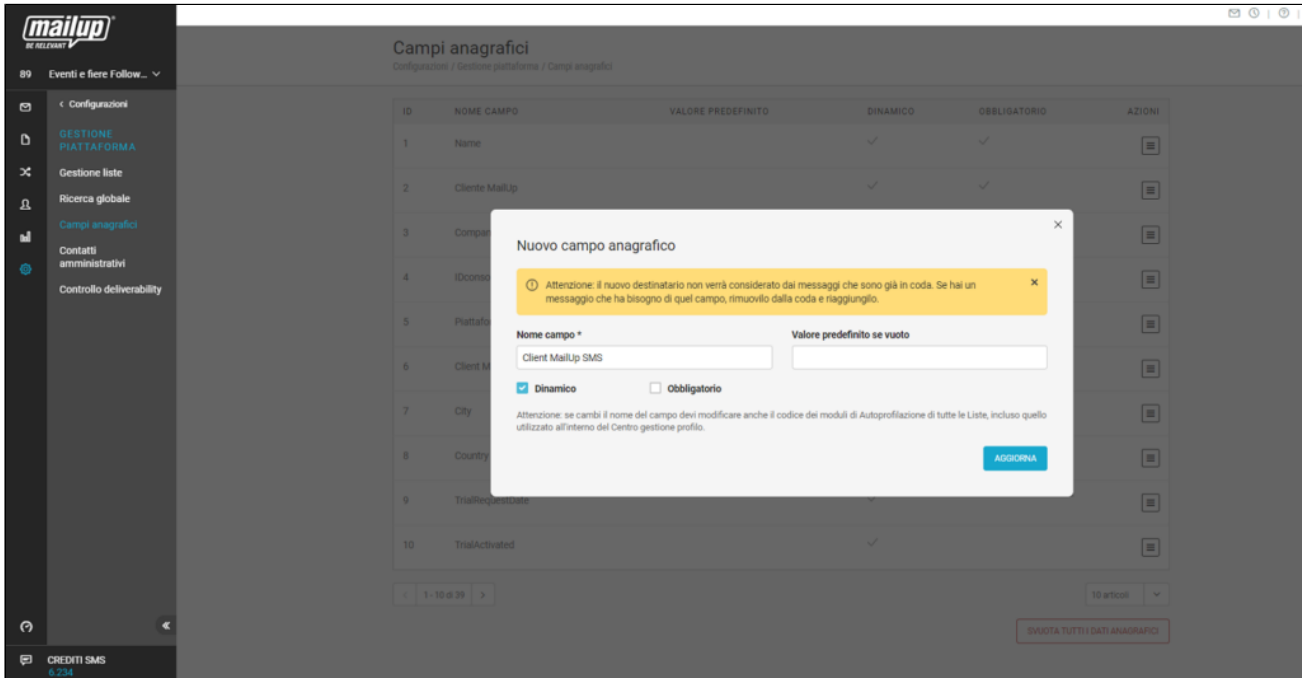 mailup
BE RELEVANT
89 Eventi e fiere Follow...
Configurazioni
GESTIONE
PIATTAFORMA
Gestione liste
Ricerca globale
Campi anagrafici
Contatti
amministrativi
Controllo deliverability
CREDITI SMS
6.234
Campi anagrafici
Configurazioni / Gestione piattaforma / Campi anagrafici
ID NOME CAMPO VALORE PREDEFINITO DINAMICO OBBLIGATORIO AZIONI
1 Name
2 Cliente MailUp
3 Compan
4 IDconso
5 Piattafo
6 Client M
7 City
8 Country
9 TrialRequestDate
10 TrialActivated
1-10 di 39
10 articoli
SVUOTA TUTTI I DATI ANAGRAFICI
Nuovo campo anagrafico
Attenzione: il nuovo destinatario non verrà considerato dai messaggi che sono già in coda. Se hai un
messaggio che ha bisogno di quel campo, rimuovilo dalla coda e riaggiungilo.
Nome campo * Valore predefinito se vuoto
Client MailUp SMS
Dinamico Obbligatorio
Attenzione: se cambi il nome del campo devi modificare anche il codice dei moduli di Autoprofilazione di tutte le Liste, incluso quello
utilizzato all'interno del Centro gestione profilo.
AGGIORNA